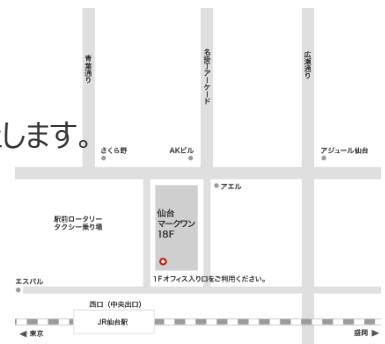 青葉通り
名掛丁アーケード
広瀬通り
します。
さくら野
AKビル
アジュール仙台
アエル
駅前ロータリー
タクシー乗り場
仙台
マークワン
18F
1Fオフィス入り口をご利用ください。
エスパル
西口（中央出口）
JR仙台駅
◀ 東京
盛岡 ▶